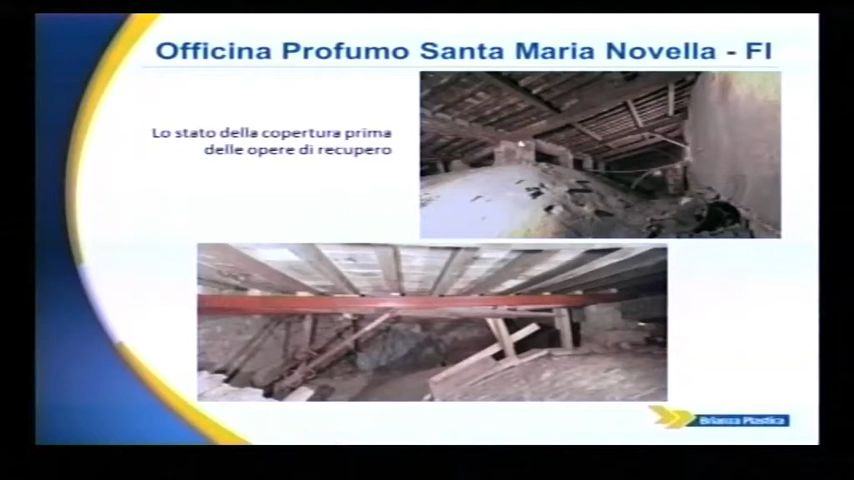 Officina Profumo Santa Maria Novella - FI
Lo stato della copertura prima
delle opere di recupero
Brianza Plastica